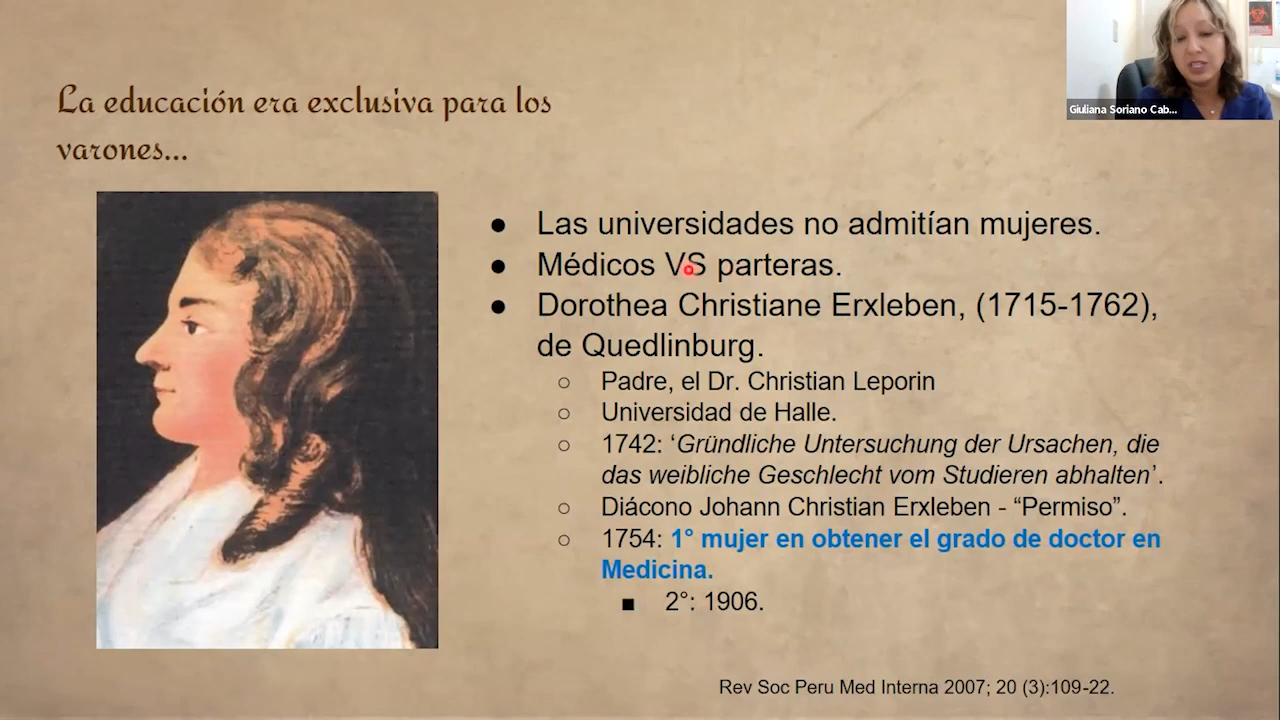 La educación era exclusiva para los
varones...
● Las universidades no admitían mujeres.
● Médicos VS parteras.
● Dorothea Christiane Erxleben, (1715-1762),
de Quedlinburg.
○ Padre, el Dr. Christian Leporin
○ Universidad de Halle.
○ 1742: ‘Gründliche Untersuchung der Ursachen, die
das weibliche Geschlecht vom Studieren abhalten’.
○ Diácono Johann Christian Erxleben - “Permiso”.
○ 1754: 1° mujer en obtener el grado de doctor en
Medicina.
■ 2°: 1906.
Rev Soc Peru Med Interna 2007; 20 (3):109-22.
Giuliana Soriano Cab...